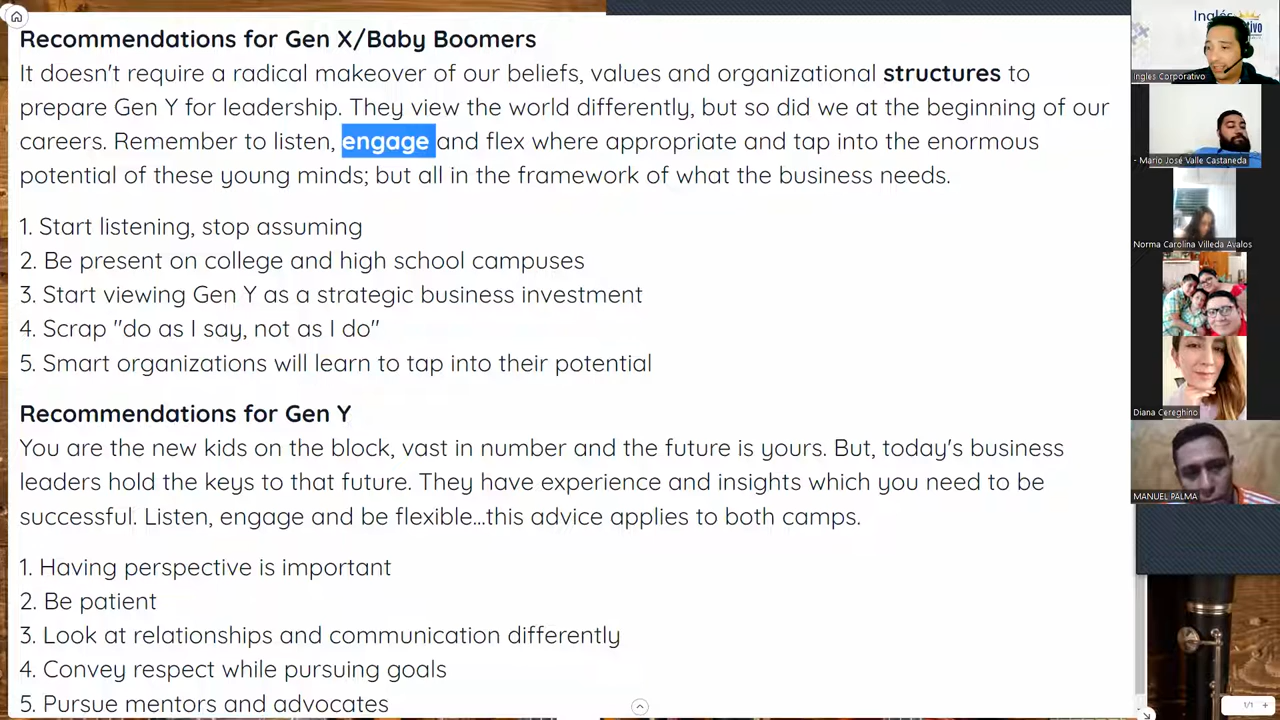 Recommendations for Gen X/Baby Boomers
It doesn't require a radical makeover of our beliefs, values and organizational structures to
prepare Gen Y for leadership. They view the world differently, but so did we at the beginning of our
careers. Remember to listen, engage and flex where appropriate and tap into the enormous
potential of these young minds; but all in the framework of what the business needs.
1. Start listening, stop assuming
2. Be present on college and high school campuses
3. Start viewing Gen Y as a strategic business investment
4. Scrap "do as I say, not as I do"
5. Smart organizations will learn to tap into their potential
Recommendations for Gen Y
You are the new kids on the block, vast in number and the future is yours. But, today's business
leaders hold the keys to that future. They have experience and insights which you need to be
successful. Listen, engage and be flexible...this advice applies to both camps.
1. Having perspective is important
2. Be patient
3. Look at relationships and communication differently
4. Convey respect while pursuing goals
5. Pursue mentors and advocates
Inglés
Ingles Corporativo
- Mario José Valle Castaneda
Norma Carolina Villeda Avalos
Diana Cereghino
MANUEL PALMA
1/1